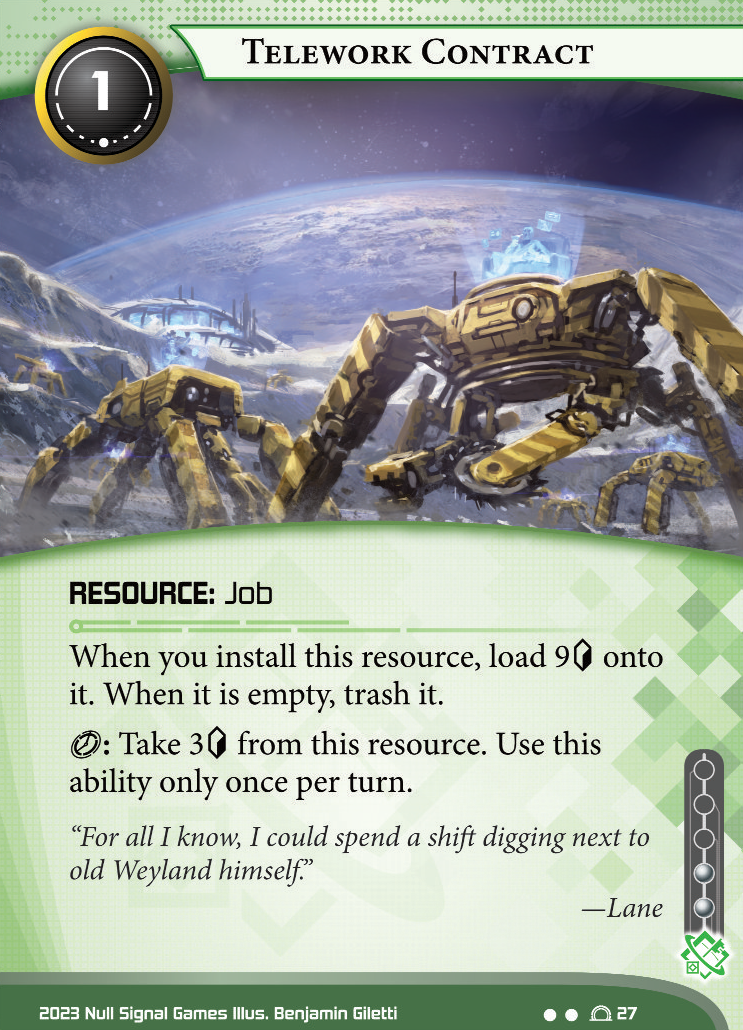 Telework Contract
1
RESOURCE: Job
When you install this resource, load 9 onto
it. When it is empty, trash it.
: Take 3 from this resource. Use this
ability only once per turn.
“For all I know, I could spend a shift digging next to
old Weyland himself.”
—Lane
2023 Null Signal Games Illus. Benjamin Giletti
27